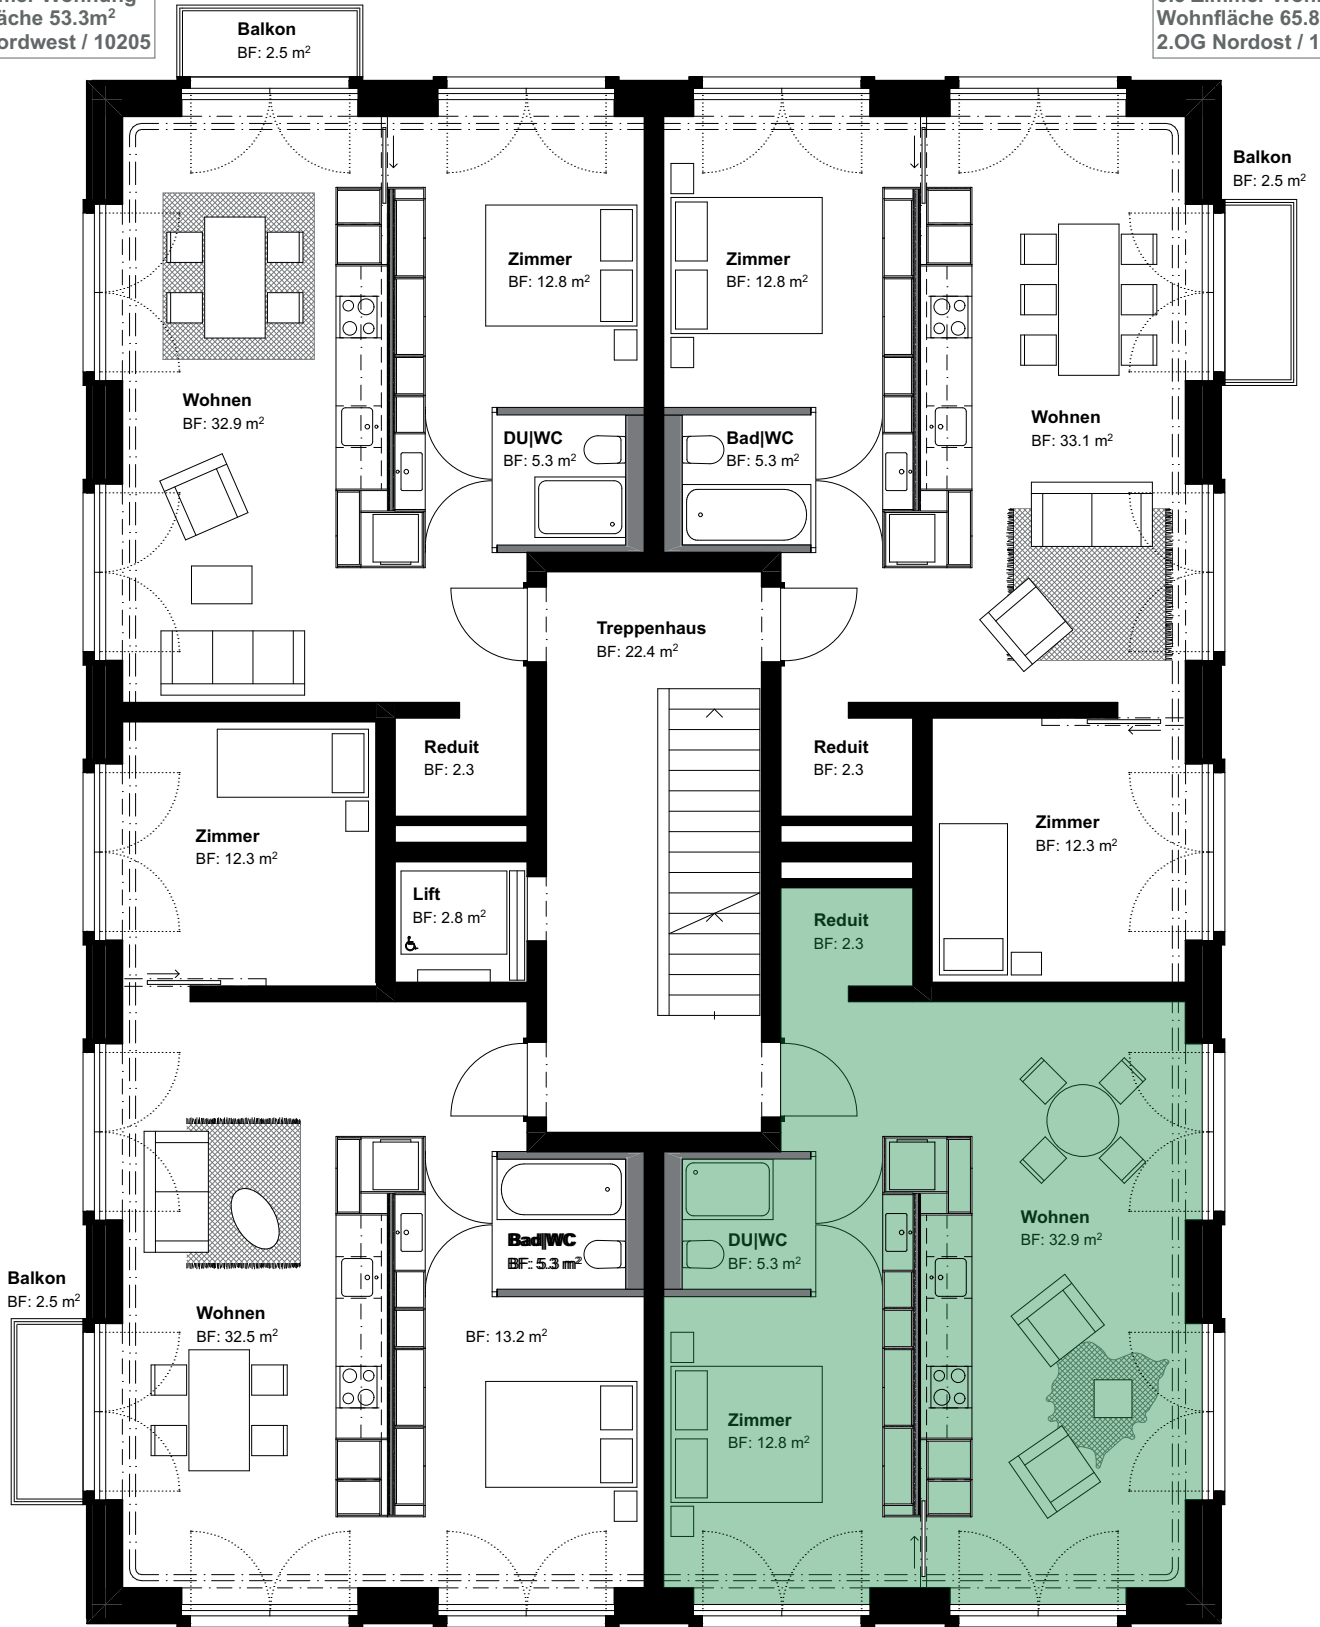 fläche 53.3m²
Nordwest / 10205
Wohnfläche 65.8
2.OG Nordost / 1
Balkon
BF: 2.5 m²
Balkon
BF: 2.5 m²
Zimmer
BF: 12.8 m²
Zimmer
BF: 12.8 m²
Wohnen
BF: 32.9 m²
Wohnen
BF: 33.1 m²
DU|WC
BF: 5.3 m²
Bad|WC
BF: 5.3 m²
Treppenhaus
BF: 22.4 m²
Reduit
BF: 2.3
Reduit
BF: 2.3
Zimmer
BF: 12.3 m²
Zimmer
BF: 12.3 m²
Lift
BF: 2.8 m²
Reduit
BF: 2.3
Wohnen
BF: 32.9 m²
Bad|WC
BF: 5.3 m²
DU|WC
BF: 5.3 m²
Balkon
BF: 2.5 m²
Wohnen
BF: 32.5 m²
BF: 13.2 m²
Zimmer
BF: 12.8 m²